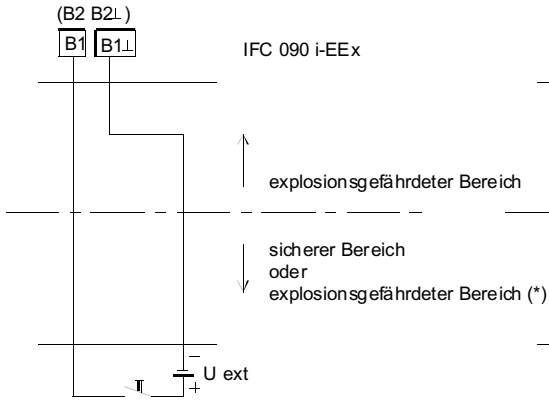 (B2 B2⊥)
B1 B1⊥
IFC 090 i-EEx
explosionsgefährdeter Bereich
sicherer Bereich
oder
explosionsgefährdeter Bereich (*)
−
U ext
+